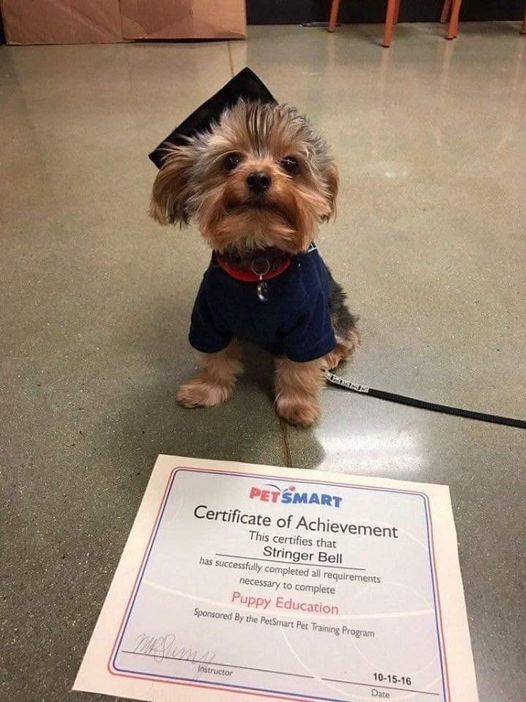 PETSMART
Certificate of Achievement
This certifies that
Stringer Bell
has successfully completed all requirements
necessary to complete
Puppy Education
Sponsored By the PetSmart Pet Training Program
Instructor
10-15-16
Date